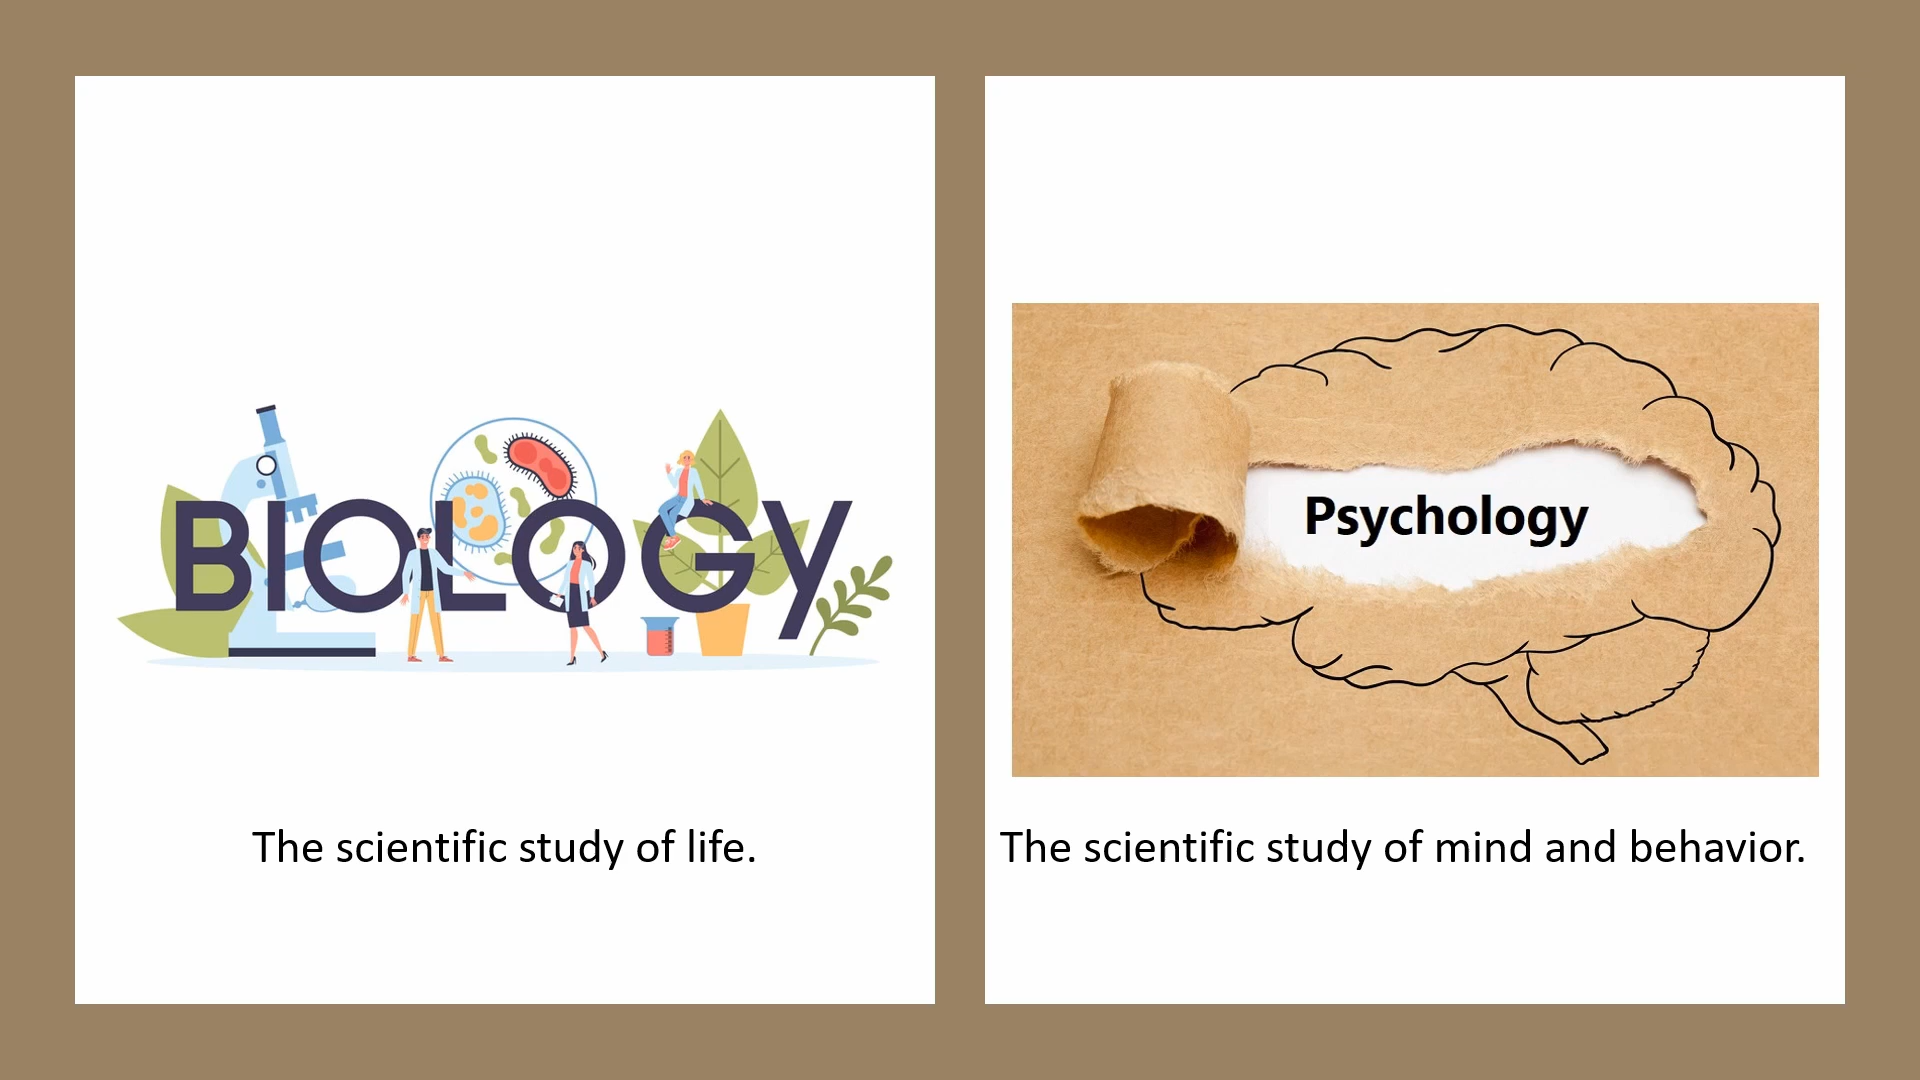 BIOLOGY
The scientific study of life.
Psychology
The scientific study of mind and behavior.